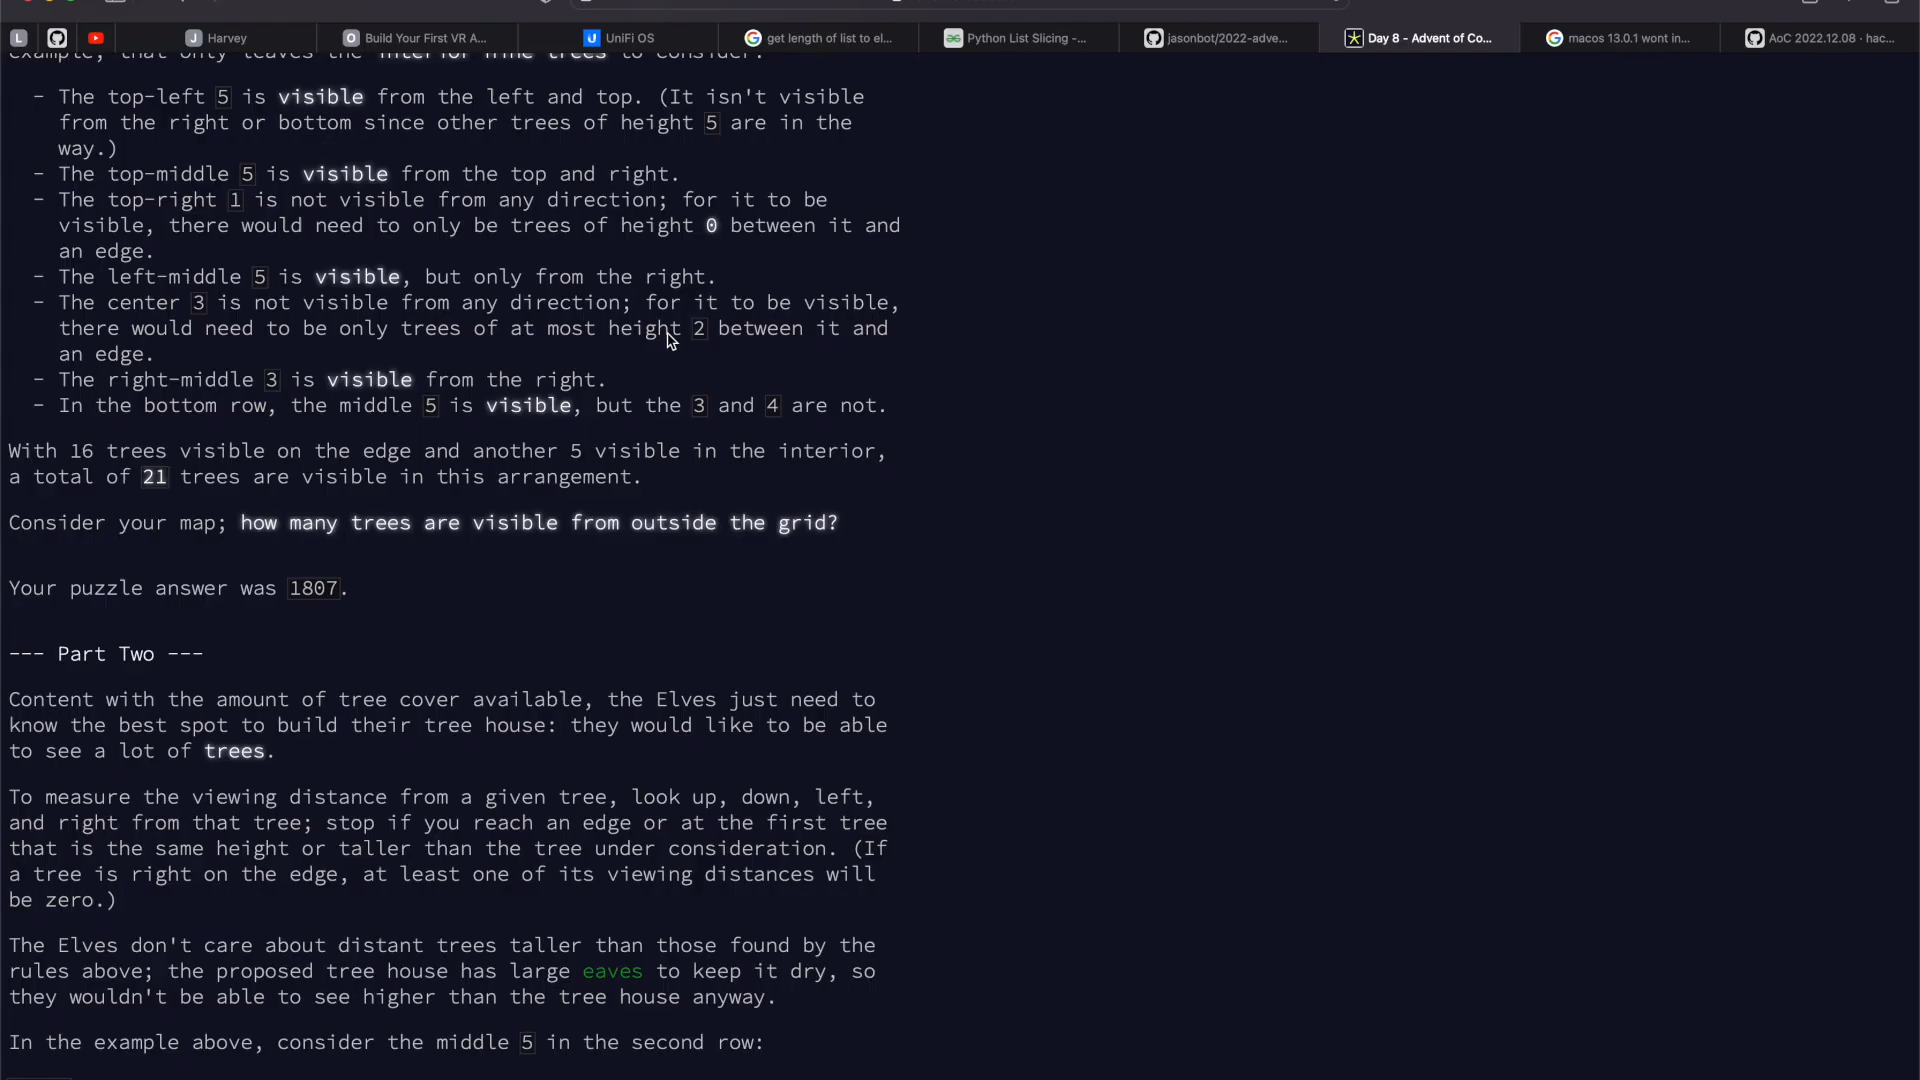 L
J Harvey
O Build Your First VR A...
U UniFi OS
get length of list to el...
Python List Slicing -...
jasonbot/2022-adve...
Day 8 - Advent of Co...
macos 13.0.1 wont in...
AoC 2022.12.08 · hac...
example, that only leaves the interior nine trees to consider:
- The top-left 5 is visible from the left and top. (It isn't visible
from the right or bottom since other trees of height 5 are in the
way.)
- The top-middle 5 is visible from the top and right.
- The top-right 1 is not visible from any direction; for it to be
visible, there would need to only be trees of height 0 between it and
an edge.
- The left-middle 5 is visible, but only from the right.
- The center 3 is not visible from any direction; for it to be visible,
there would need to be only trees of at most height 2 between it and
an edge.
- The right-middle 3 is visible from the right.
- In the bottom row, the middle 5 is visible, but the 3 and 4 are not.
With 16 trees visible on the edge and another 5 visible in the interior,
a total of 21 trees are visible in this arrangement.
Consider your map; how many trees are visible from outside the grid?
Your puzzle answer was 1807.
--- Part Two ---
Content with the amount of tree cover available, the Elves just need to
know the best spot to build their tree house: they would like to be able
to see a lot of trees.
To measure the viewing distance from a given tree, look up, down, left,
and right from that tree; stop if you reach an edge or at the first tree
that is the same height or taller than the tree under consideration. (If
a tree is right on the edge, at least one of its viewing distances will
be zero.)
The Elves don't care about distant trees taller than those found by the
rules above; the proposed tree house has large eaves to keep it dry, so
they wouldn't be able to see higher than the tree house anyway.
In the example above, consider the middle 5 in the second row: